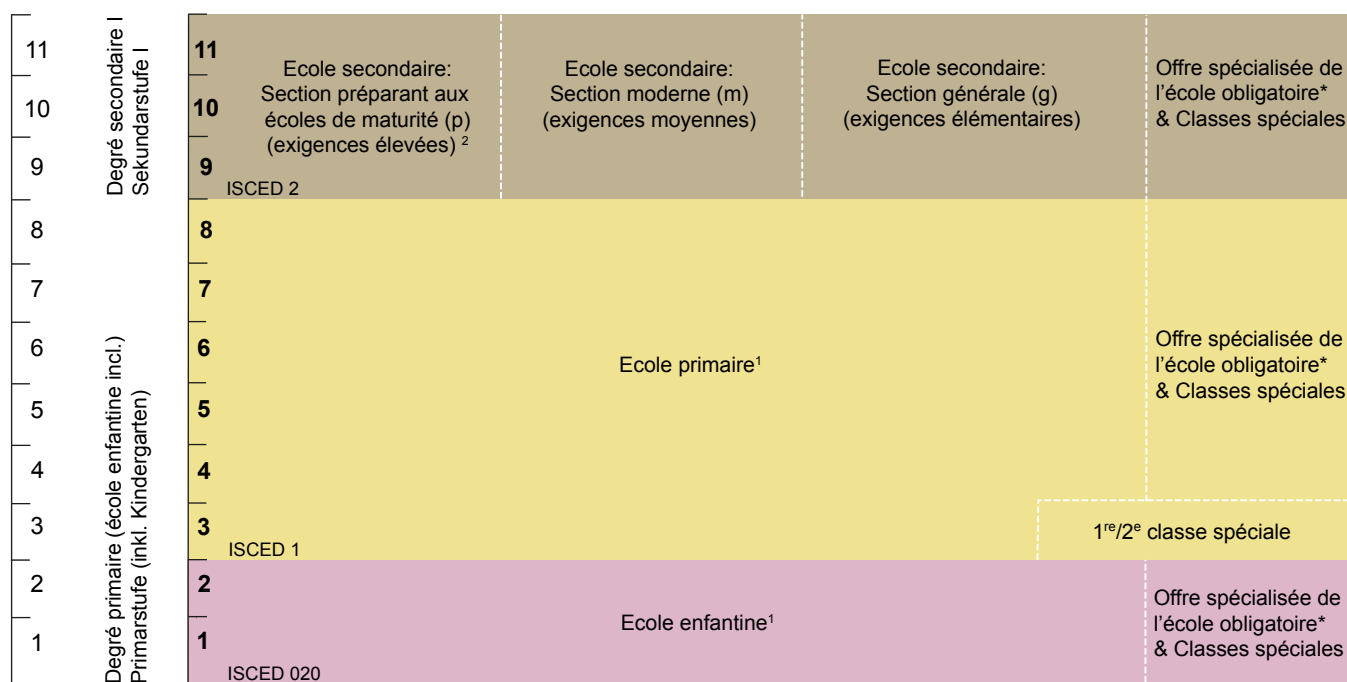 11
10
9
8
7
6
5
4
3
2
1
Degré secondaire I
Sekundarstufe I
Degré primaire (école enfantine incl.)
Primarstufe (inkl. Kindergarten)
11
10
9
8
7
6
5
4
3
2
1
Ecole secondaire:
Section préparant aux
écoles de maturité (p)
(exigences élevées) ²
ISCED 2
Ecole secondaire:
Section moderne (m)
(exigences moyennes)
Ecole secondaire:
Section générale (g)
(exigences élémentaires)
Offre spécialisée de
l'école obligatoire*
& Classes spéciales
Ecole primaire¹
ISCED 1
Offre spécialisée de
l'école obligatoire*
& Classes spéciales
1re/2e classe spéciale
Ecole enfantine¹
ISCED 020
Offre spécialisée de
l'école obligatoire*
& Classes spéciales